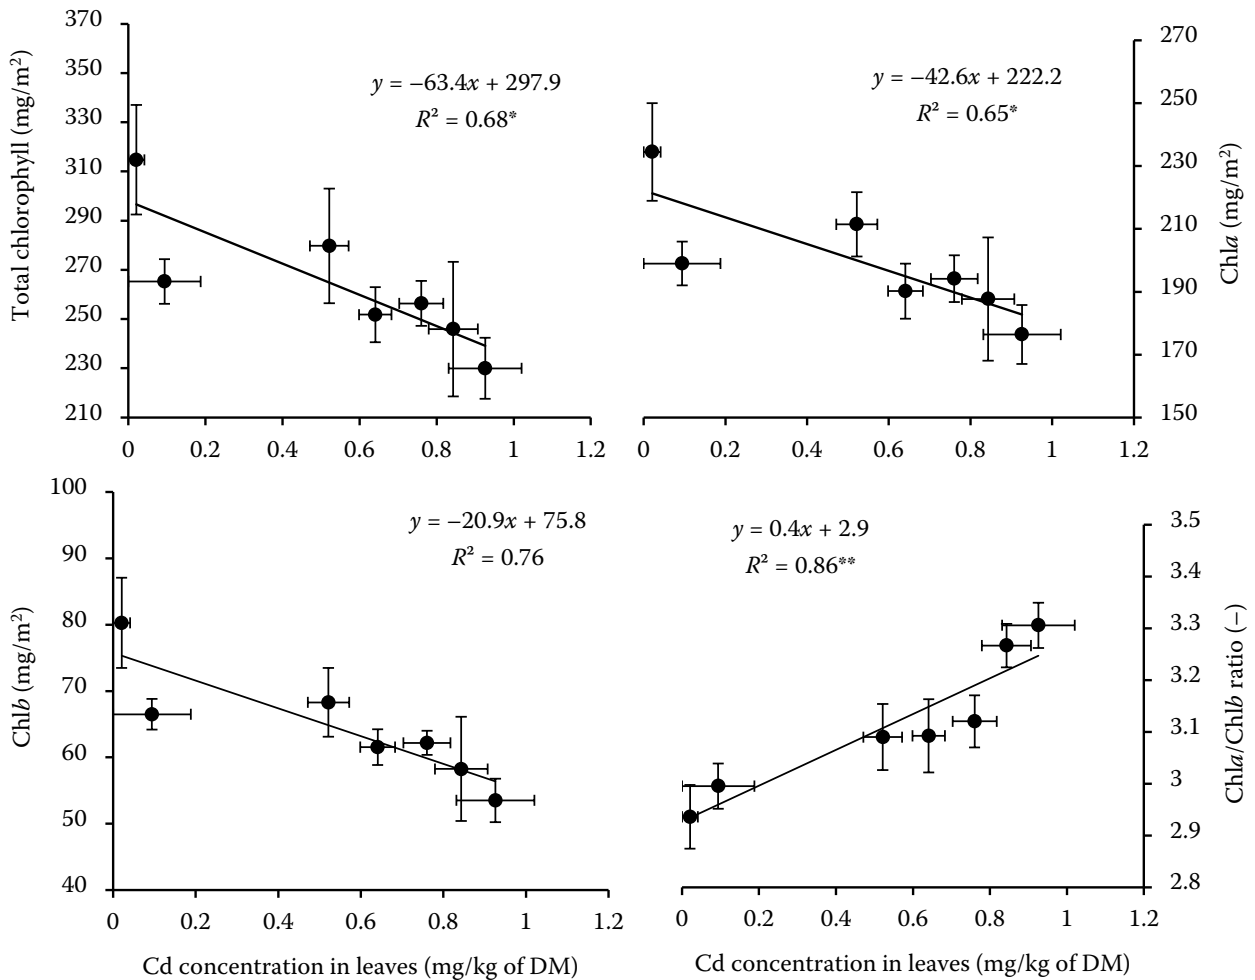 Total chlorophyll (mg/m²)
370
350
330
310
290
270
250
230
210
0 0.2 0.4 0.6 0.8 1 1.2
y = −63.4x + 297.9
R² = 0.68*
y = −42.6x + 222.2
R² = 0.65*
270
250
230
210
190
170
150
Chla (mg/m²)
0 0.2 0.4 0.6 0.8 1 1.2
Chlb (mg/m²)
100
90
80
70
60
50
40
0 0.2 0.4 0.6 0.8 1 1.2
y = −20.9x + 75.8
R² = 0.76
Cd concentration in leaves (mg/kg of DM)
y = 0.4x + 2.9
R² = 0.86**
3.5
3.4
3.3
3.2
3.1
3
2.9
2.8
Chla/Chlb ratio (–)
0 0.2 0.4 0.6 0.8 1 1.2
Cd concentration in leaves (mg/kg of DM)